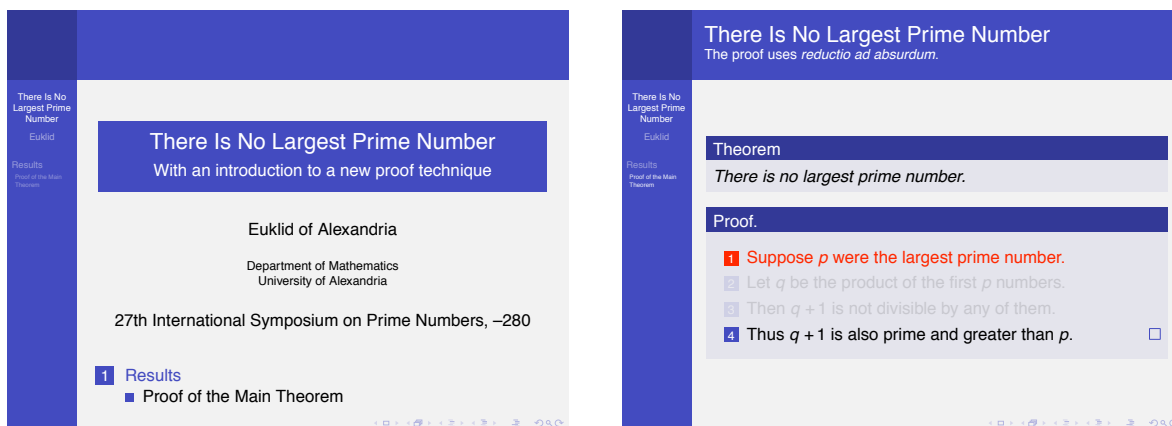 There Is No
Largest Prime
Number
Euklid
Results
Proof of the Main
Theorem
There Is No Largest Prime Number
With an introduction to a new proof technique
Euklid of Alexandria
Department of Mathematics
University of Alexandria
27th International Symposium on Prime Numbers, –280
1 Results
Proof of the Main Theorem
There Is No Largest Prime Number
The proof uses reductio ad absurdum.
There Is No
Largest Prime
Number
Euklid
Results
Proof of the Main
Theorem
Theorem
There is no largest prime number.
Proof.
1 Suppose p were the largest prime number.
2 Let q be the product of the first p numbers.
3 Then q + 1 is not divisible by any of them.
4 Thus q + 1 is also prime and greater than p. □